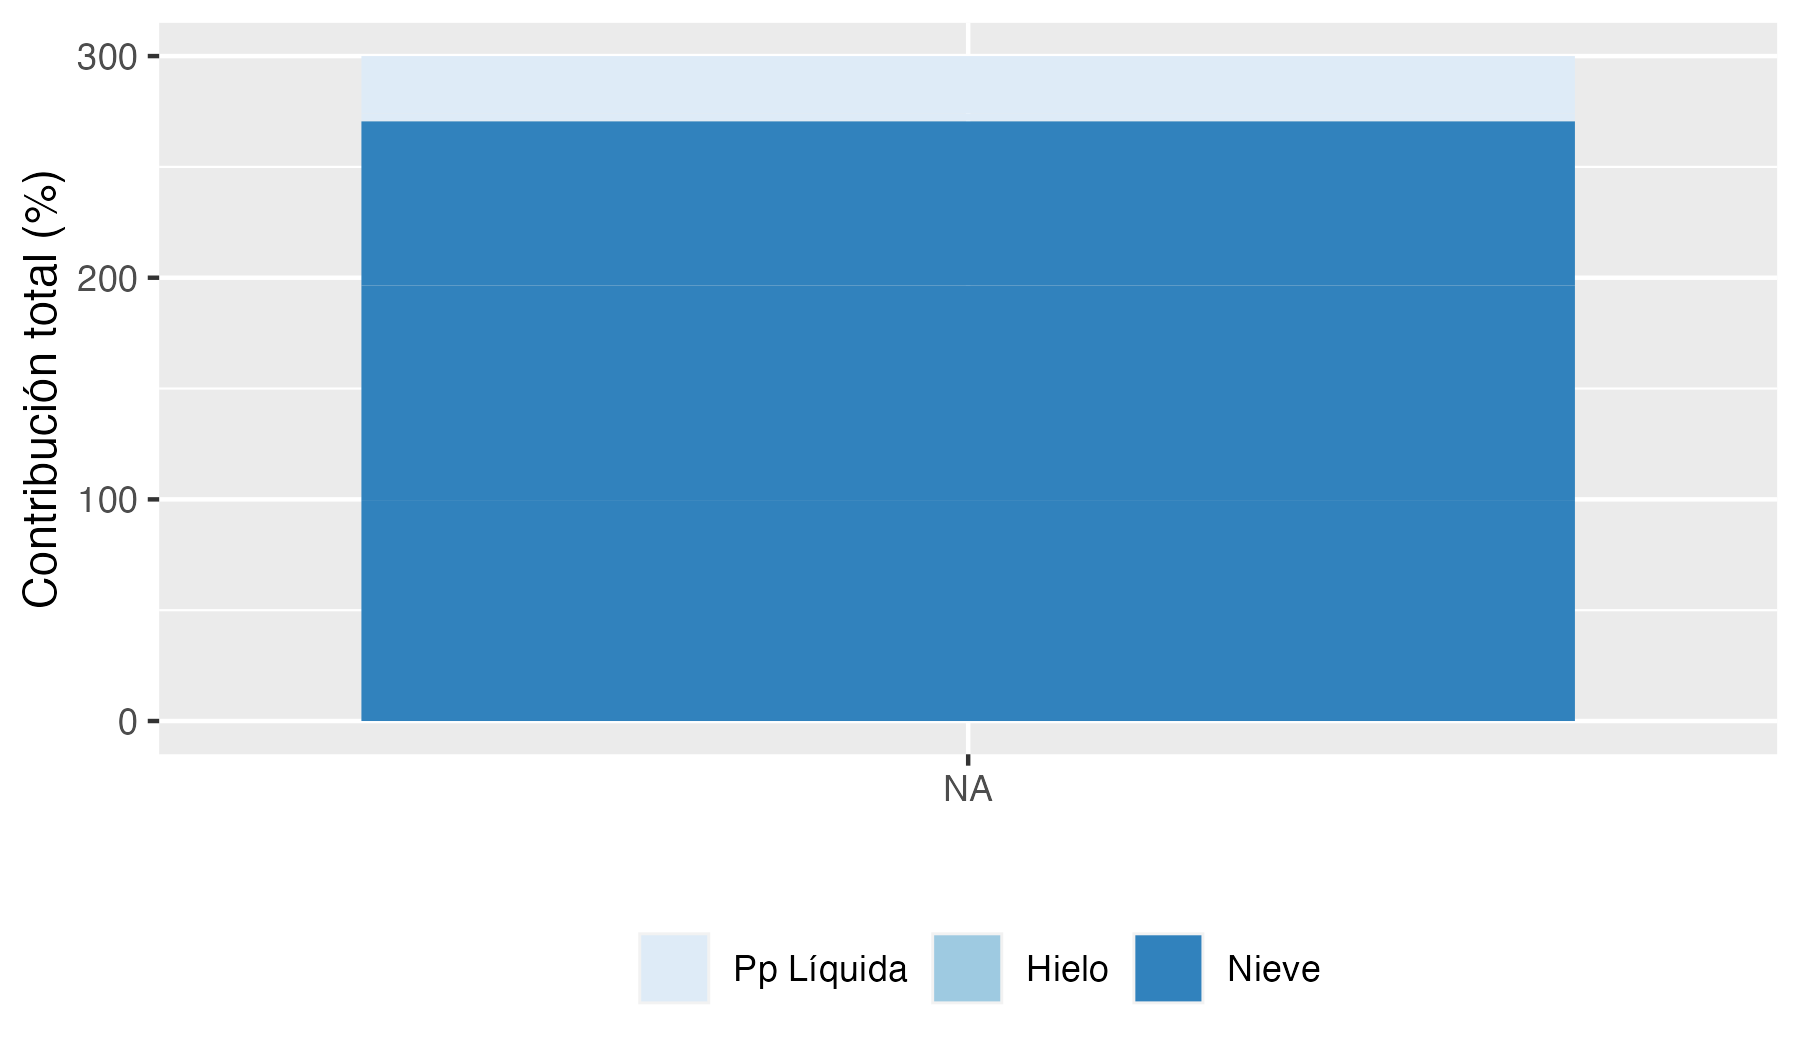 Contribución total (%)
300
200
100
0
NA
Pp Líquida
Hielo
Nieve